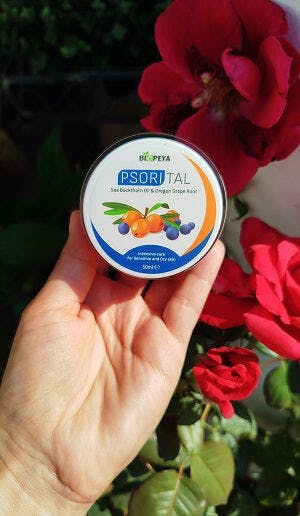 BIOPEYA
PSORITAL
Sea Buckthorn Oil & Oregon Grape Root
Intensive care
for Sensitive and Dry skin
50ml ℮